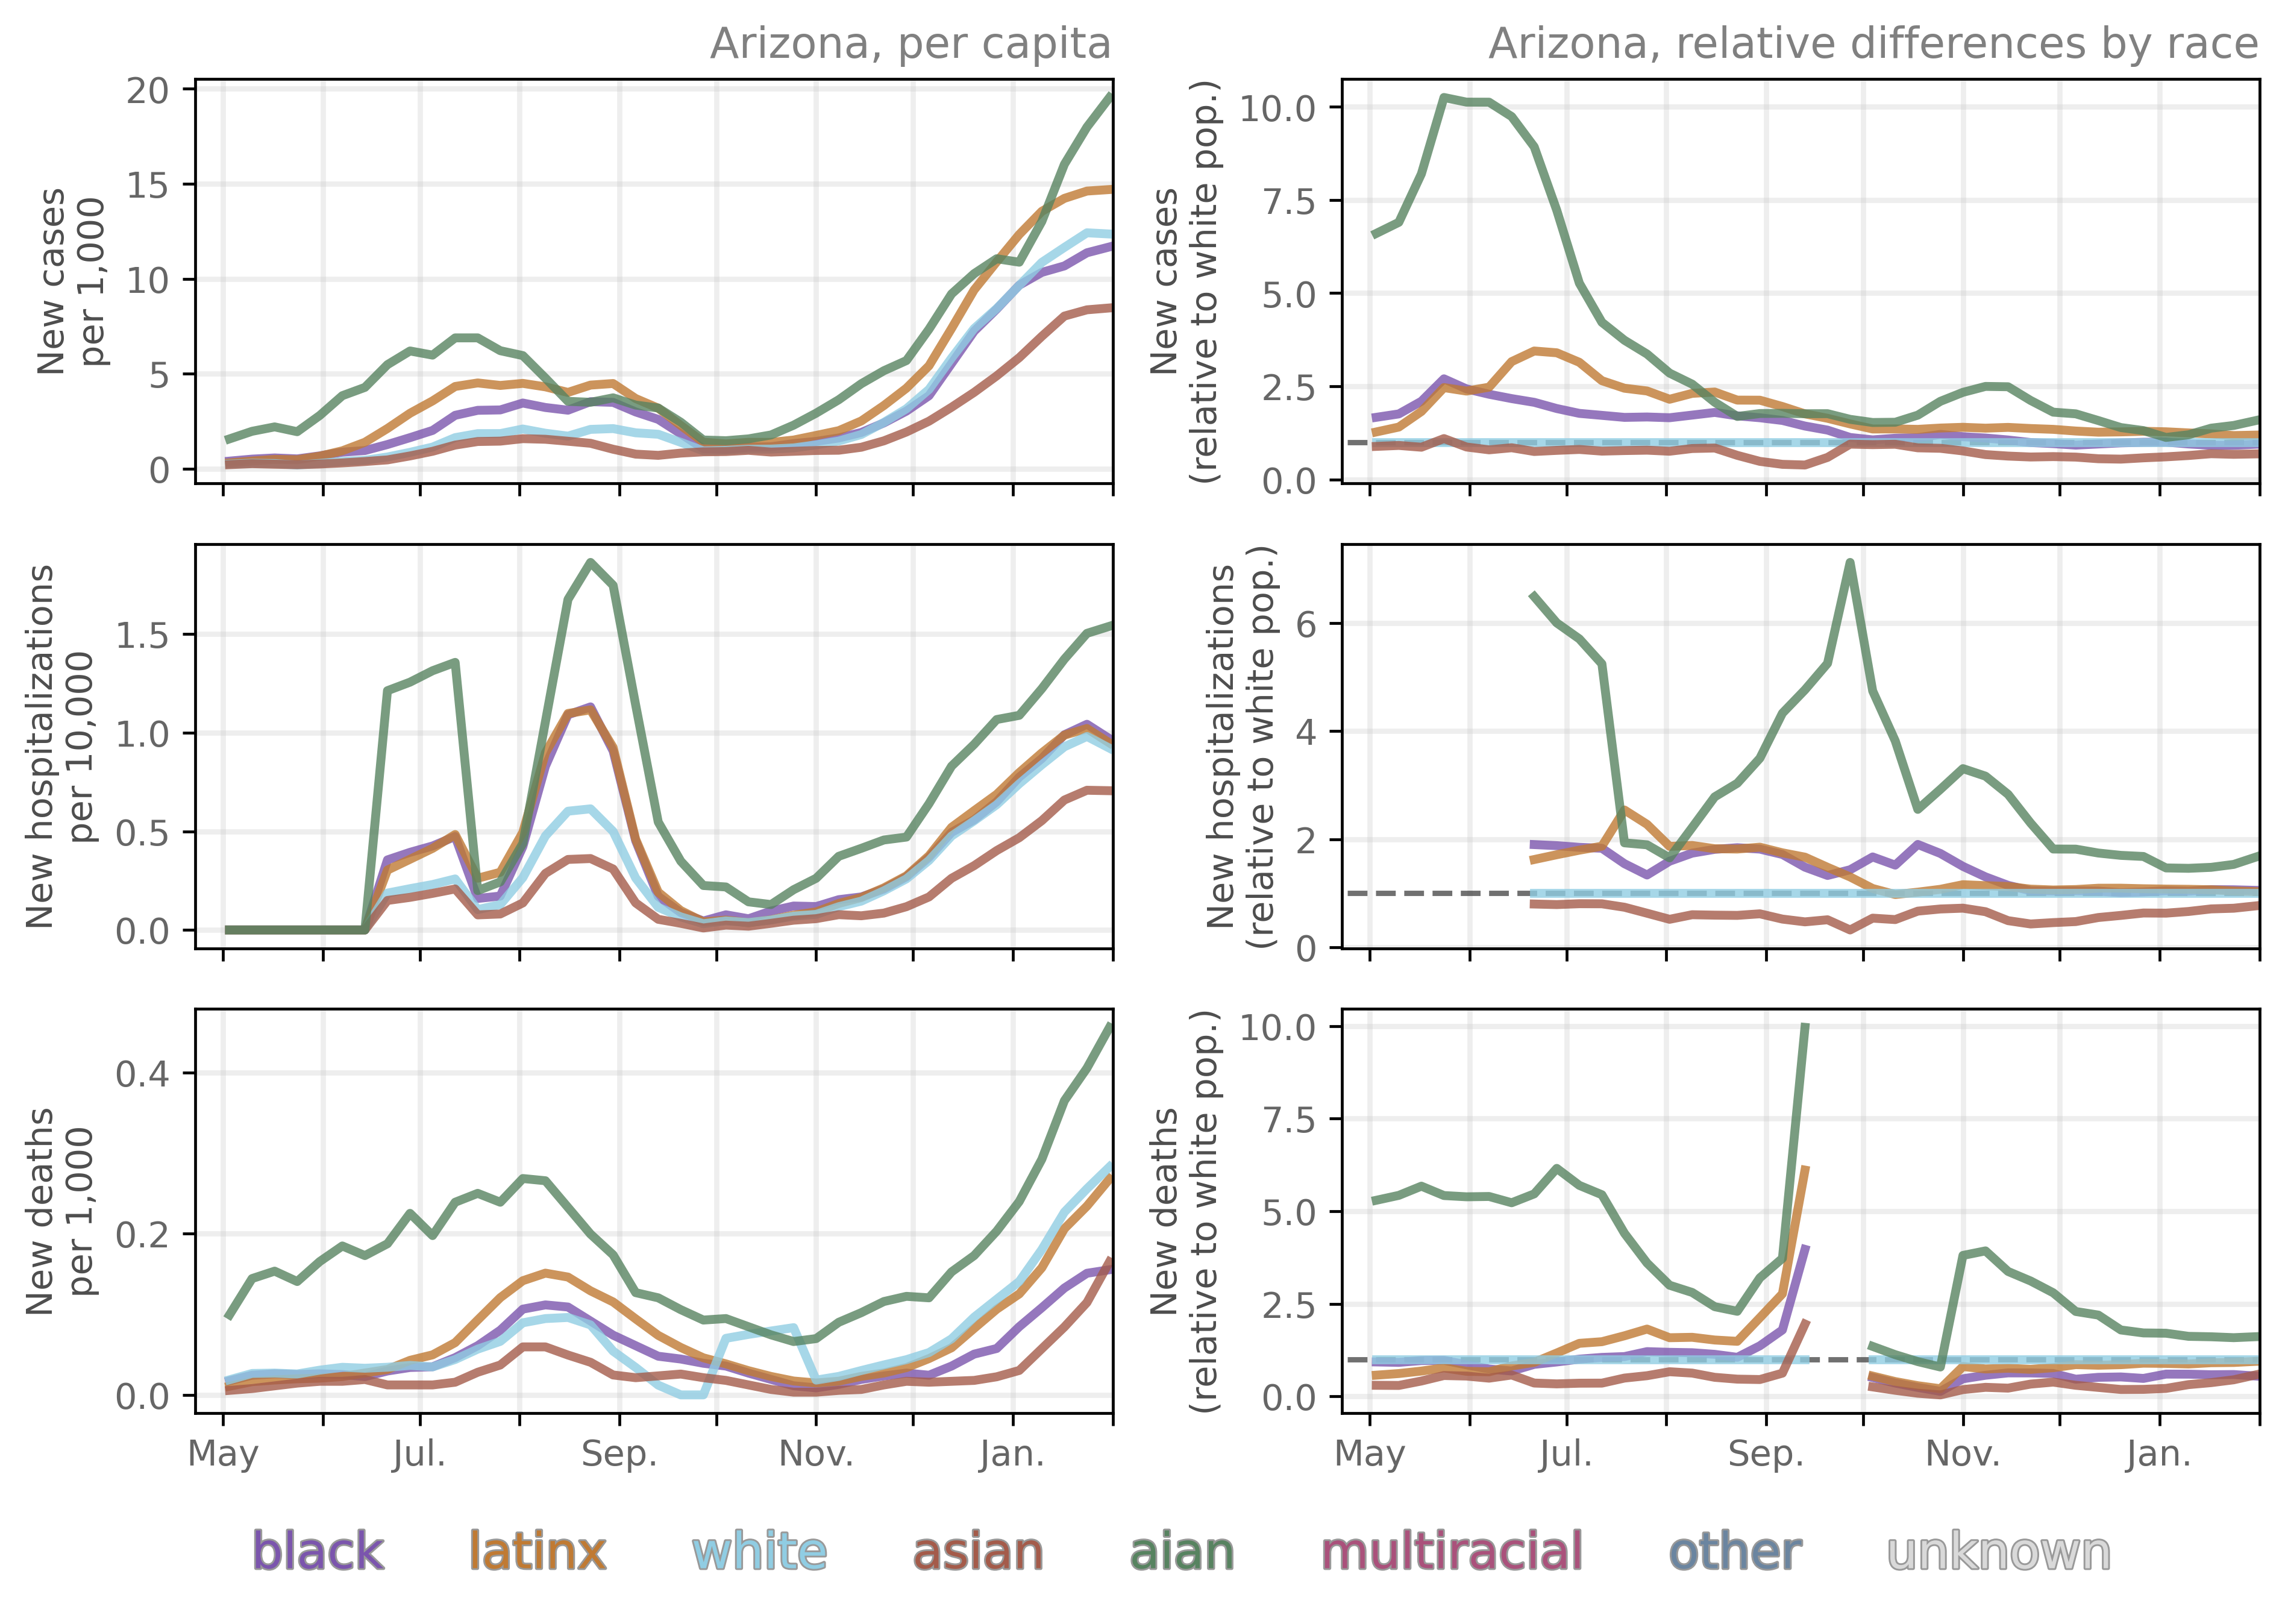 Arizona, per capita
Arizona, relative differences by race
New cases
per 1,000
20
15
10
5
0
New cases
(relative to white pop.)
10.0
7.5
5.0
2.5
0.0
New hospitalizations
per 10,000
1.5
1.0
0.5
0.0
New hospitalizations
(relative to white pop.)
6
4
2
0
New deaths
per 1,000
0.4
0.2
0.0
New deaths
(relative to white pop.)
10.0
7.5
5.0
2.5
0.0
May Jul. Sep. Nov. Jan.
May Jul. Sep. Nov. Jan.
black latinx white asian aian multiracial other unknown